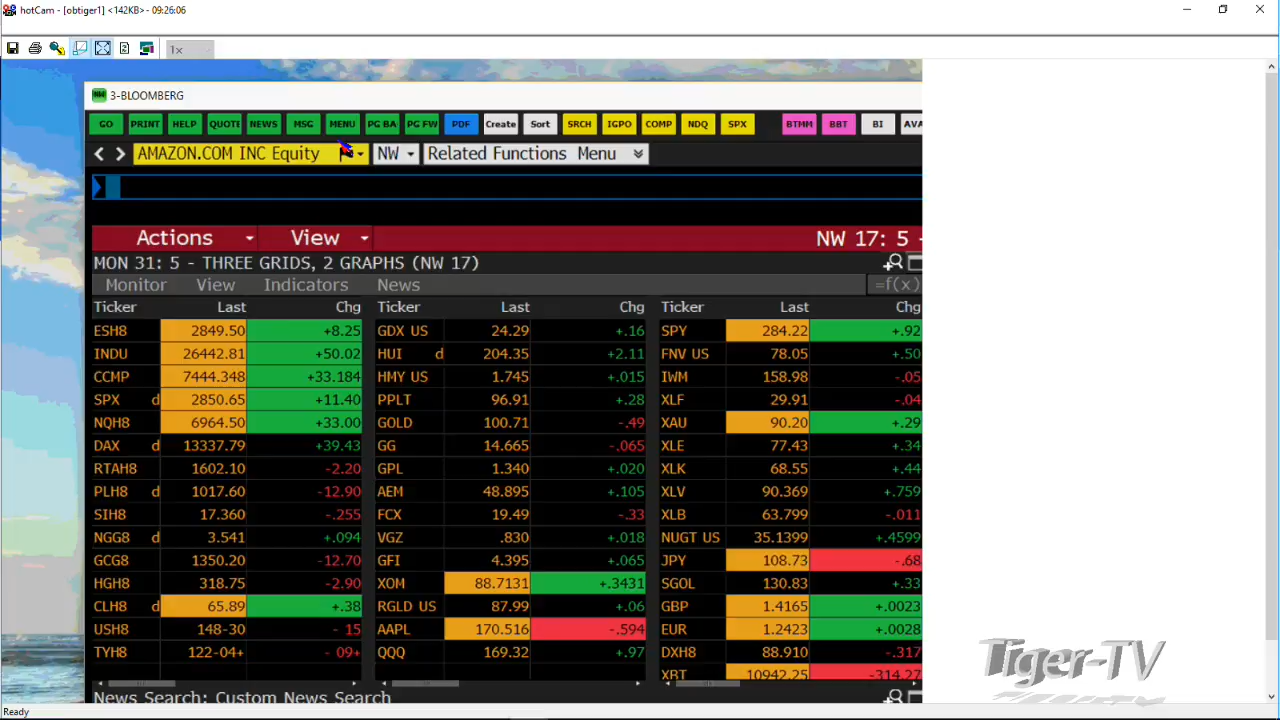 hotCam - [obtiger1] <142KB> - 09:26:06
1x
3-BLOOMBERG
GO PRINT HELP QUOTE NEWS MSG MENU PG BA PG FW PDF Create Sort SRCH IGPO COMP NDQ SPX BTMM BBT BI AVA
AMAZON.COM INC Equity NW Related Functions Menu
Actions View NW 17: 5 -
MON 31: 5 - THREE GRIDS, 2 GRAPHS (NW 17)
Monitor View Indicators News =f(x)
Ticker Last Chg Ticker Last Chg Ticker Last Chg
ESH8 2849.50 +8.25 GDX US 24.29 +.16 SPY 284.22 +.92
INDU 26442.81 +50.02 HUI d 204.35 +2.11 FNV US 78.05 +.50
CCMP 7444.348 +33.184 HMY US 1.745 +.015 IWM 158.98 -.05
SPX d 2850.65 +11.40 PPLT 96.91 +.28 XLF 29.91 -.04
NQH8 6964.50 +33.00 GOLD 100.71 -.49 XAU 90.20 +.29
DAX d 13337.79 +39.43 GG 14.665 -.065 XLE 77.43 +.34
RTAH8 1602.10 -2.20 GPL 1.340 +.020 XLK 68.55 +.44
PLH8 d 1017.60 -12.90 AEM 48.895 +.105 XLV 90.369 +.759
SIH8 17.360 -.255 FCX 19.49 -.33 XLB 63.799 -.011
NGG8 d 3.541 +.094 VGZ .830 +.018 NUGT US 35.1399 +.4599
GCG8 1350.20 -12.70 GFI 4.395 +.065 JPY 108.73 -.68
HGH8 318.75 -2.90 XOM 88.7131 +.3431 SGOL 130.83 +.33
CLH8 d 65.89 +.38 RGLD US 87.99 +.06 GBP 1.4165 +.0023
USH8 148-30 - 15 AAPL 170.516 -.594 EUR 1.2423 +.0028
TYH8 122-04+ - 09+ QQQ 169.32 +.97 DXH8 88.910 -.317
XBT 10942.25 -314.27
News Search: Custom News Search
Tiger-TV
Ready